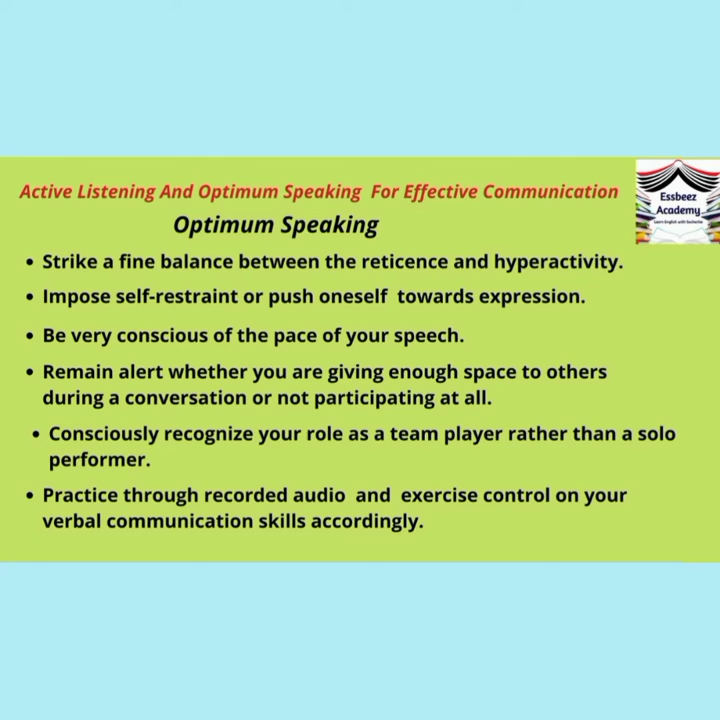 Active Listening And Optimum Speaking For Effective Communication
Optimum Speaking
• Strike a fine balance between the reticence and hyperactivity.
• Impose self-restraint or push oneself towards expression.
• Be very conscious of the pace of your speech.
• Remain alert whether you are giving enough space to others
during a conversation or not participating at all.
• Consciously recognize your role as a team player rather than a solo
performer.
• Practice through recorded audio and exercise control on your
verbal communication skills accordingly.
Essbeez
Academy
Learn English with